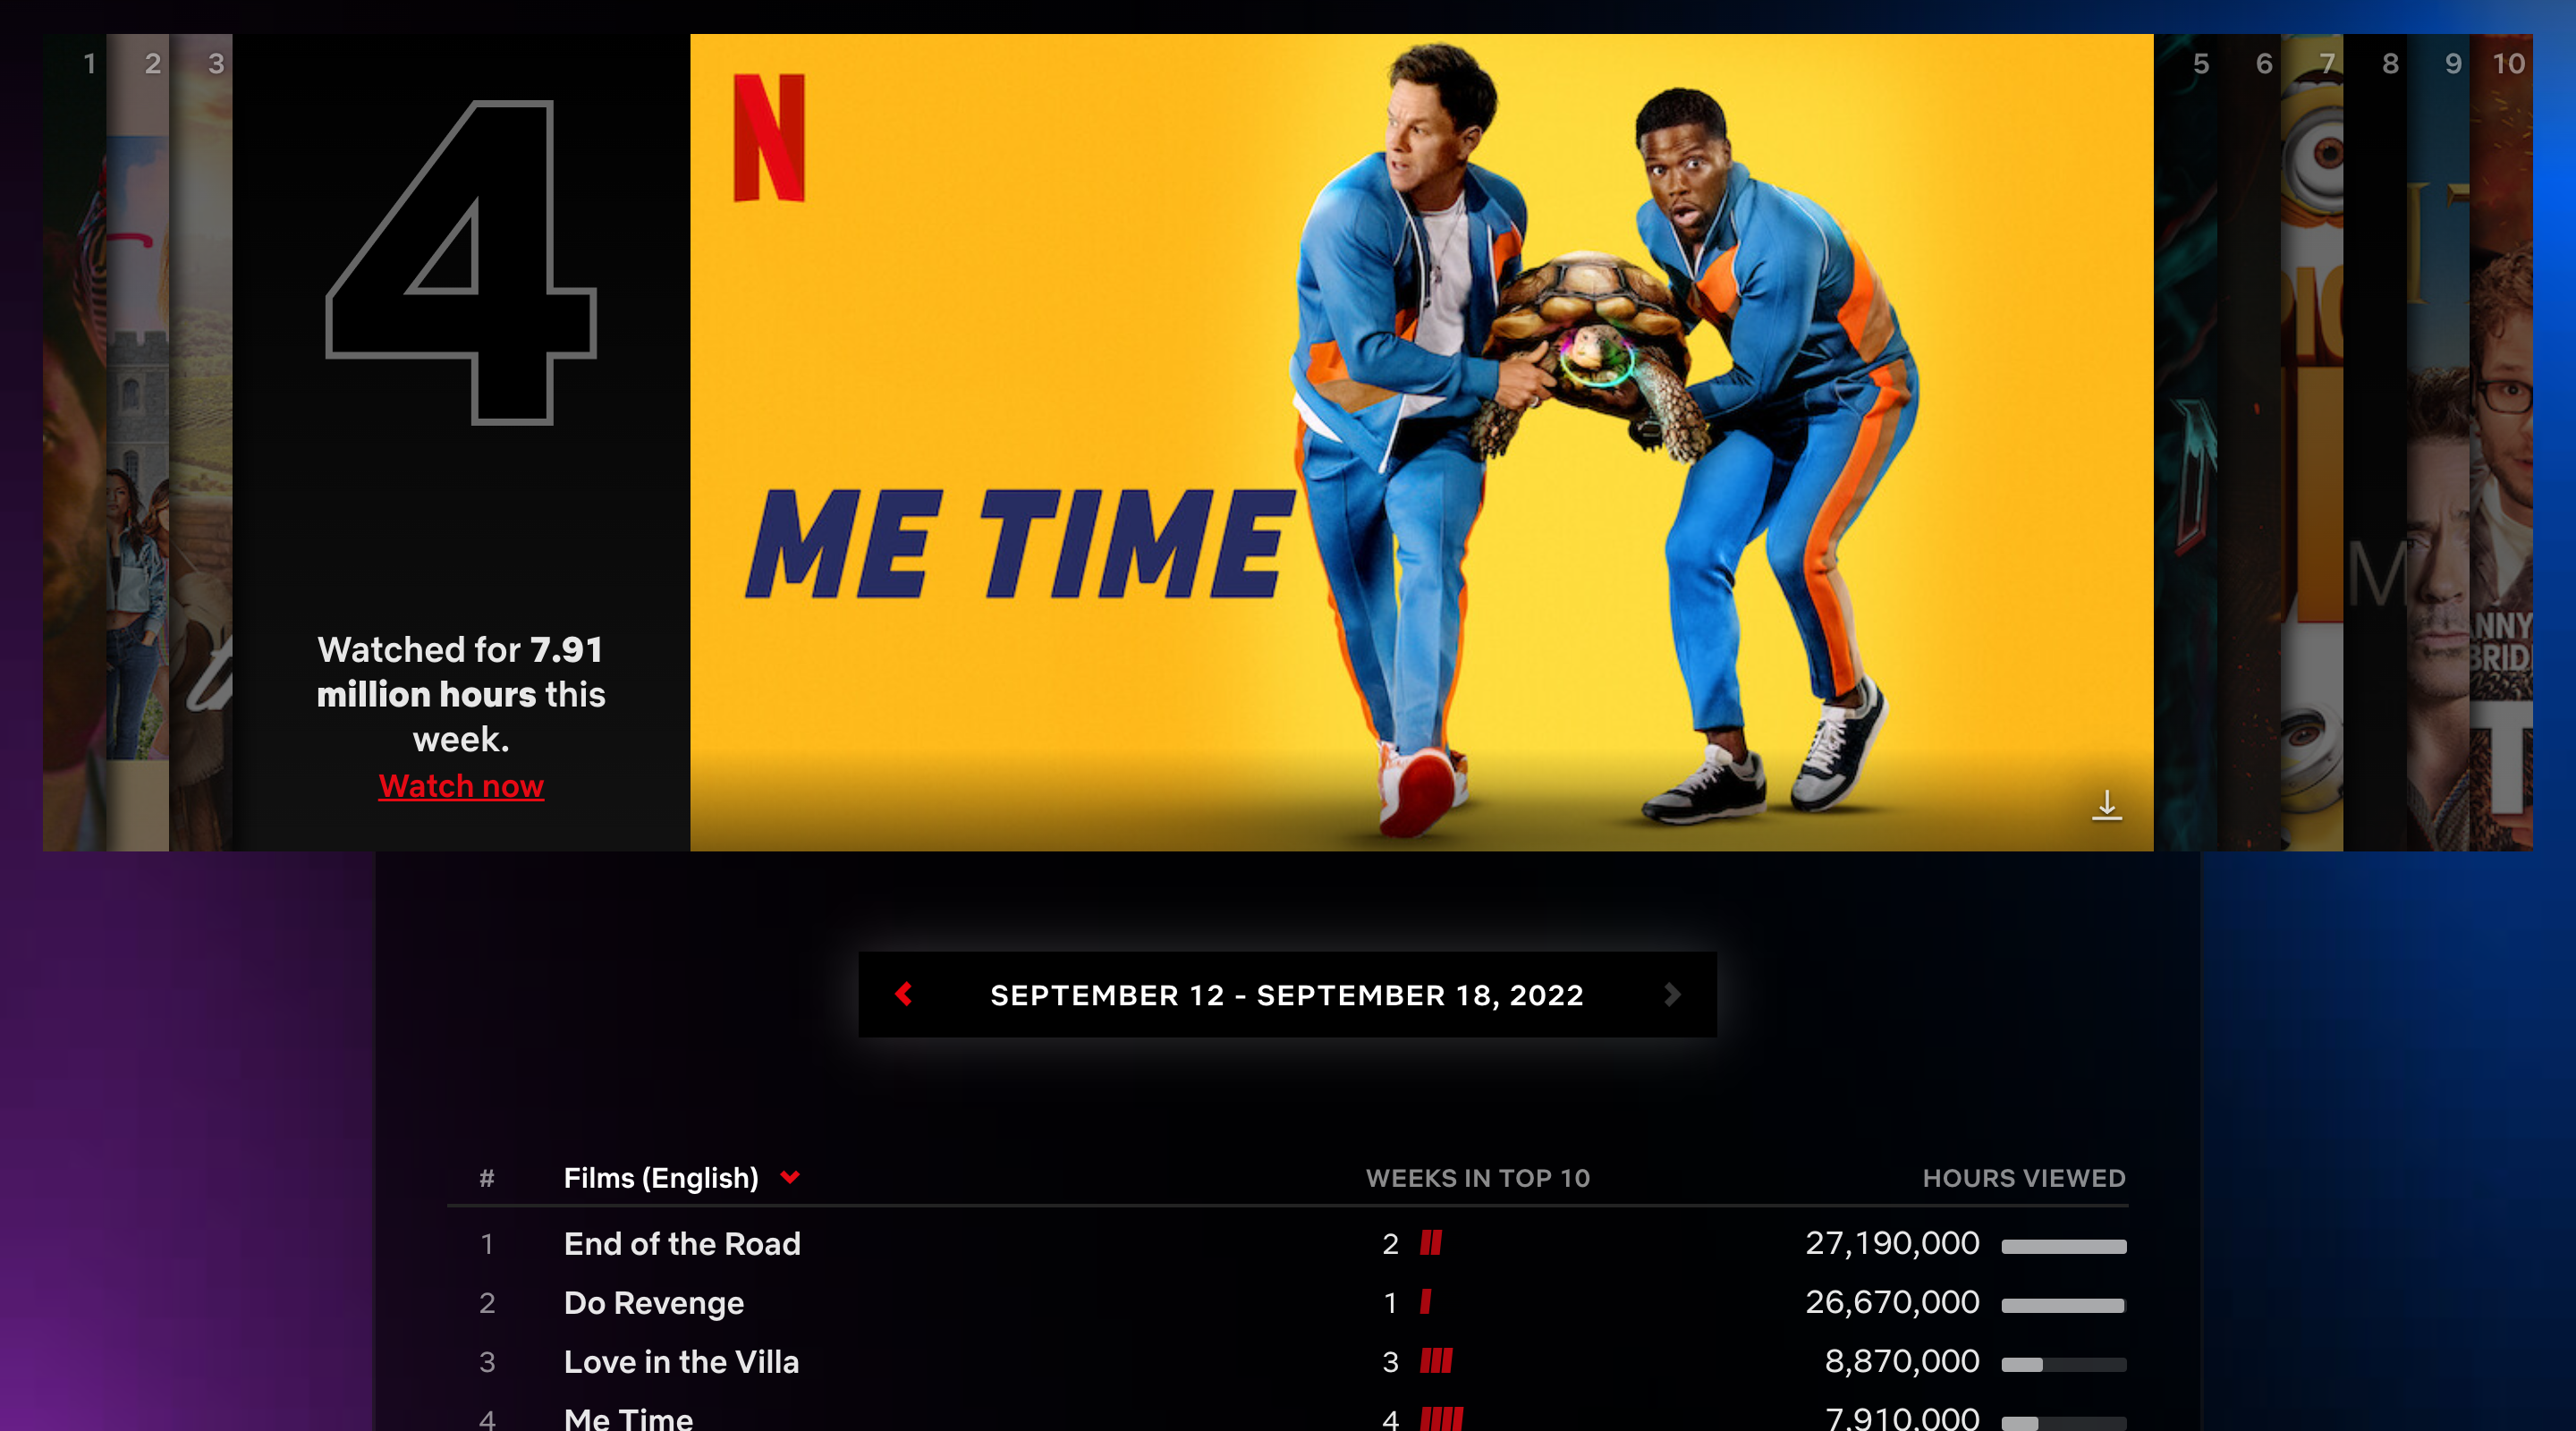 1
2
3
4
5
6
7
8
9
10
N
ME TIME
Watched for 7.91
million hours this
week.
Watch now
SEPTEMBER 12 - SEPTEMBER 18, 2022
# Films (English) WEEKS IN TOP 10 HOURS VIEWED
1 End of the Road 2 27,190,000
2 Do Revenge 1 26,670,000
3 Love in the Villa 3 8,870,000
4 Me Time 4 7,910,000